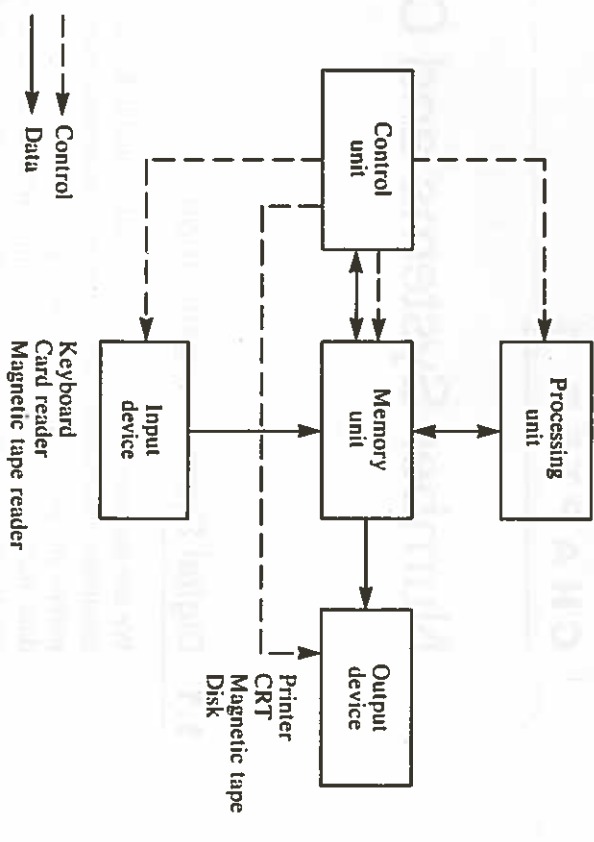 Processing
unit
Control
unit
Memory
unit
Output
device
Printer
CRT
Magnetic tape
Disk
Input
device
Keyboard
Card reader
Magnetic tape reader
Control
Data